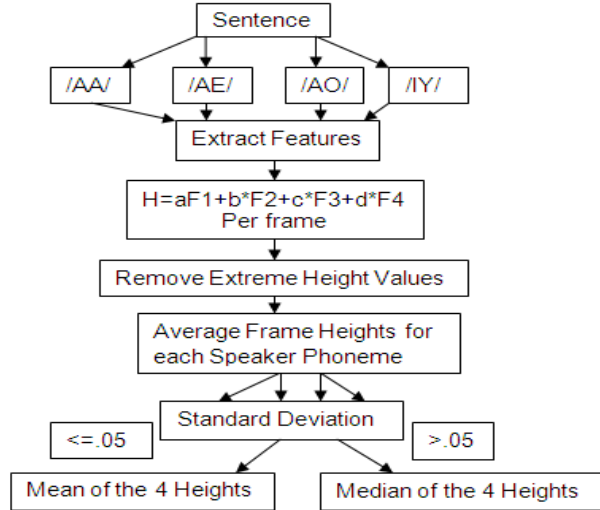 Sentence
/AA/
/AE/
/AO/
/IY/
Extract Features
H=aF1+b*F2+c*F3+d*F4
Per frame
Remove Extreme Height Values
Average Frame Heights for
each Speaker Phoneme
Standard Deviation
<=.05
>.05
Mean of the 4 Heights
Median of the 4 Heights